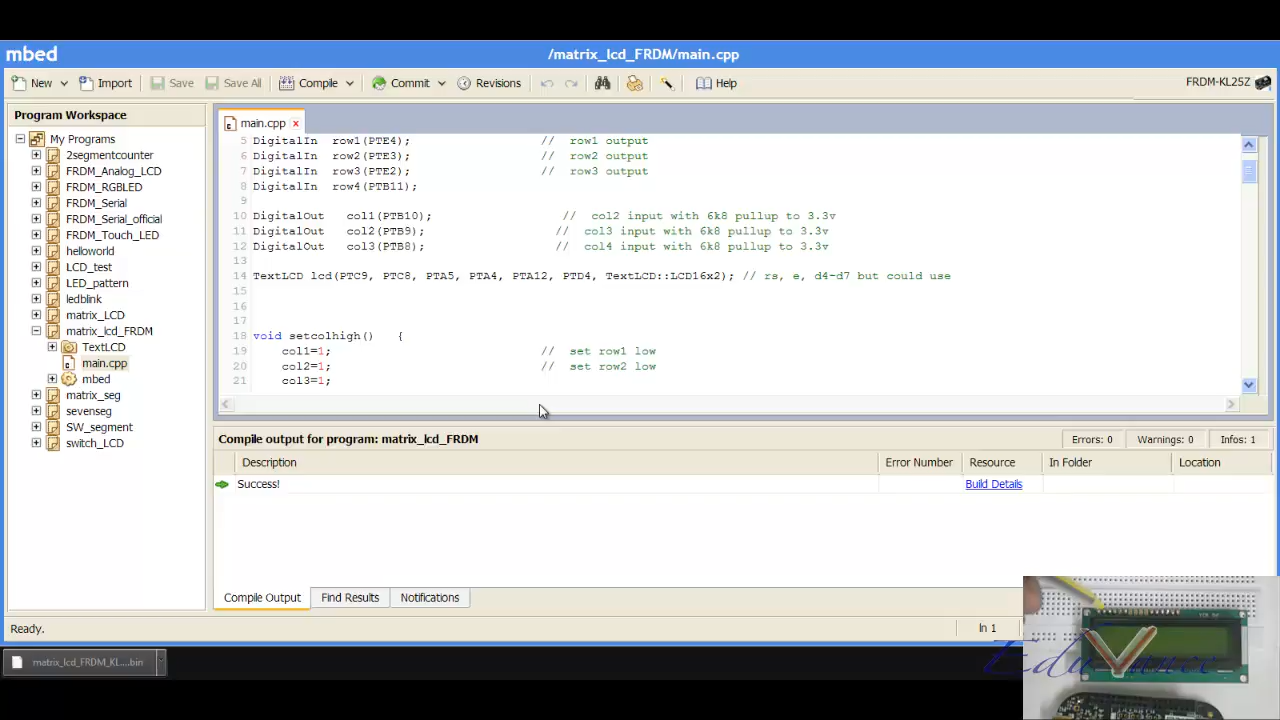 mbed
/matrix_lcd_FRDM/main.cpp
New Import Save Save All Compile Commit Revisions Help FRDM-KL25Z
Program Workspace
My Programs
2segmentcounter
FRDM_Analog_LCD
FRDM_RGBLED
FRDM_Serial
FRDM_Serial_official
FRDM_Touch_LED
helloworld
LCD_test
LED_pattern
ledblink
matrix_LCD
matrix_lcd_FRDM
TextLCD
main.cpp
mbed
matrix_seg
sevenseg
SW_segment
switch_LCD
main.cpp x
5 DigitalIn row1(PTE4); // row1 output
6 DigitalIn row2(PTE3); // row2 output
7 DigitalIn row3(PTE2); // row3 output
8 DigitalIn row4(PTB11);
9
10 DigitalOut col1(PTB10); // col2 input with 6k8 pullup to 3.3v
11 DigitalOut col2(PTB9); // col3 input with 6k8 pullup to 3.3v
12 DigitalOut col3(PTB8); // col4 input with 6k8 pullup to 3.3v
13
14 TextLCD lcd(PTC9, PTC8, PTA5, PTA4, PTA12, PTD4, TextLCD::LCD16x2); // rs, e, d4-d7 but could use
15
16
17
18 void setcolhigh() {
19 col1=1; // set row1 low
20 col2=1; // set row2 low
21 col3=1;
Compile output for program: matrix_lcd_FRDM
Errors: 0 Warnings: 0 Infos: 1
Description Error Number Resource In Folder Location
Success! Build Details
Compile Output Find Results Notifications
Ready.
ln 1
matrix_lcd_FRDM_KL....bin
EduVance